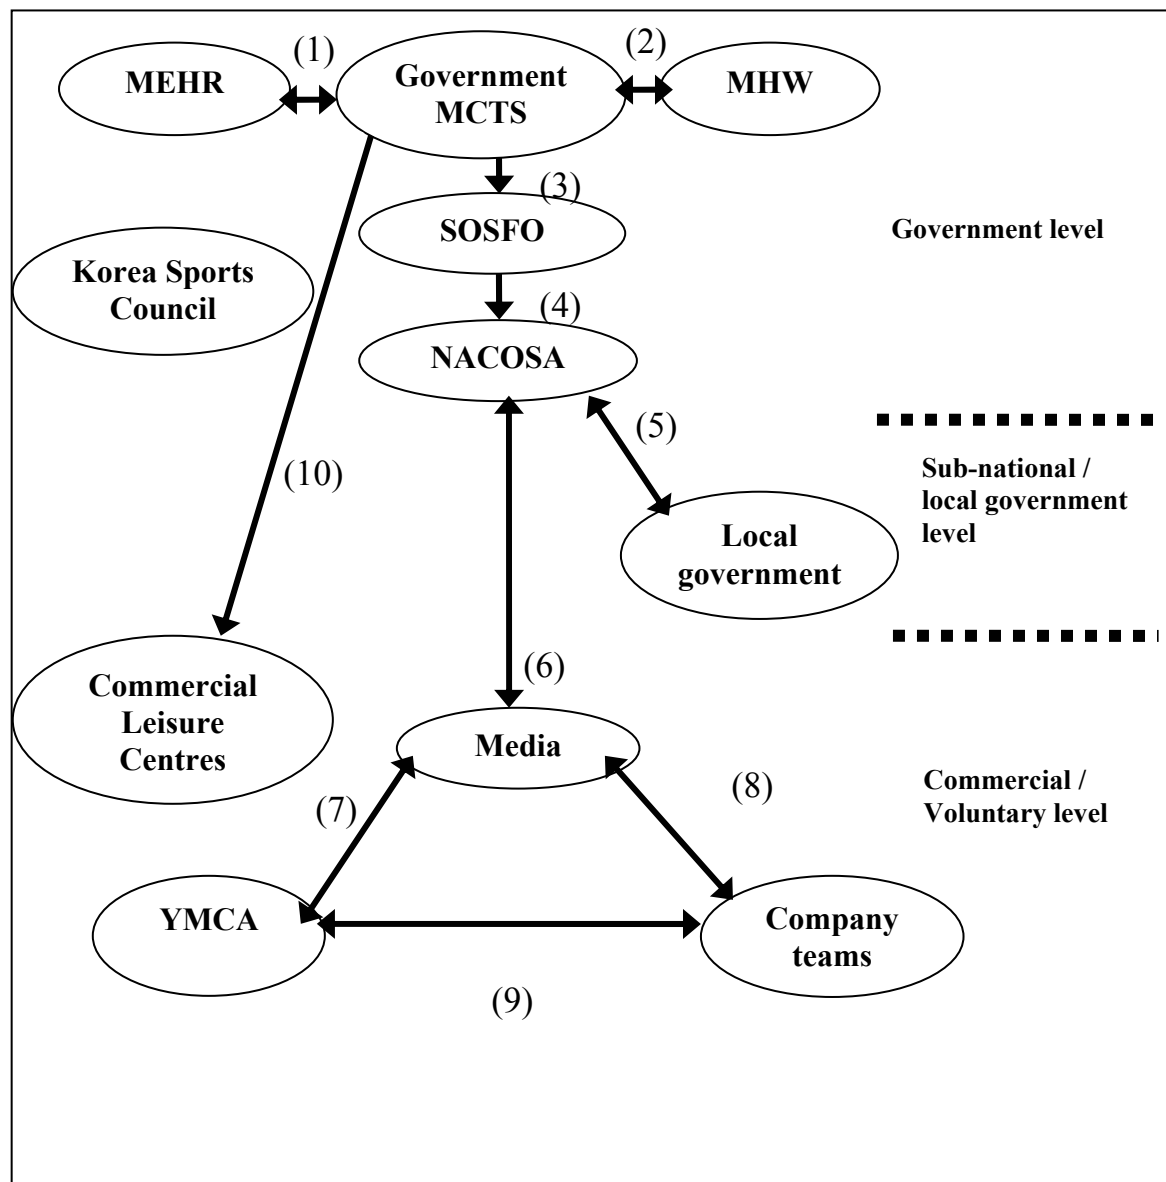 (1)
(2)
MEHR
Government
MCTS
MHW
(3)
SOSFO
Government level
Korea Sports
Council
(4)
NACOSA
(5)
Sub-national /
local government
level
(10)
Local
government
(6)
Commercial
Leisure
Centres
Media
(7)
(8)
Commercial /
Voluntary level
YMCA
Company
teams
(9)